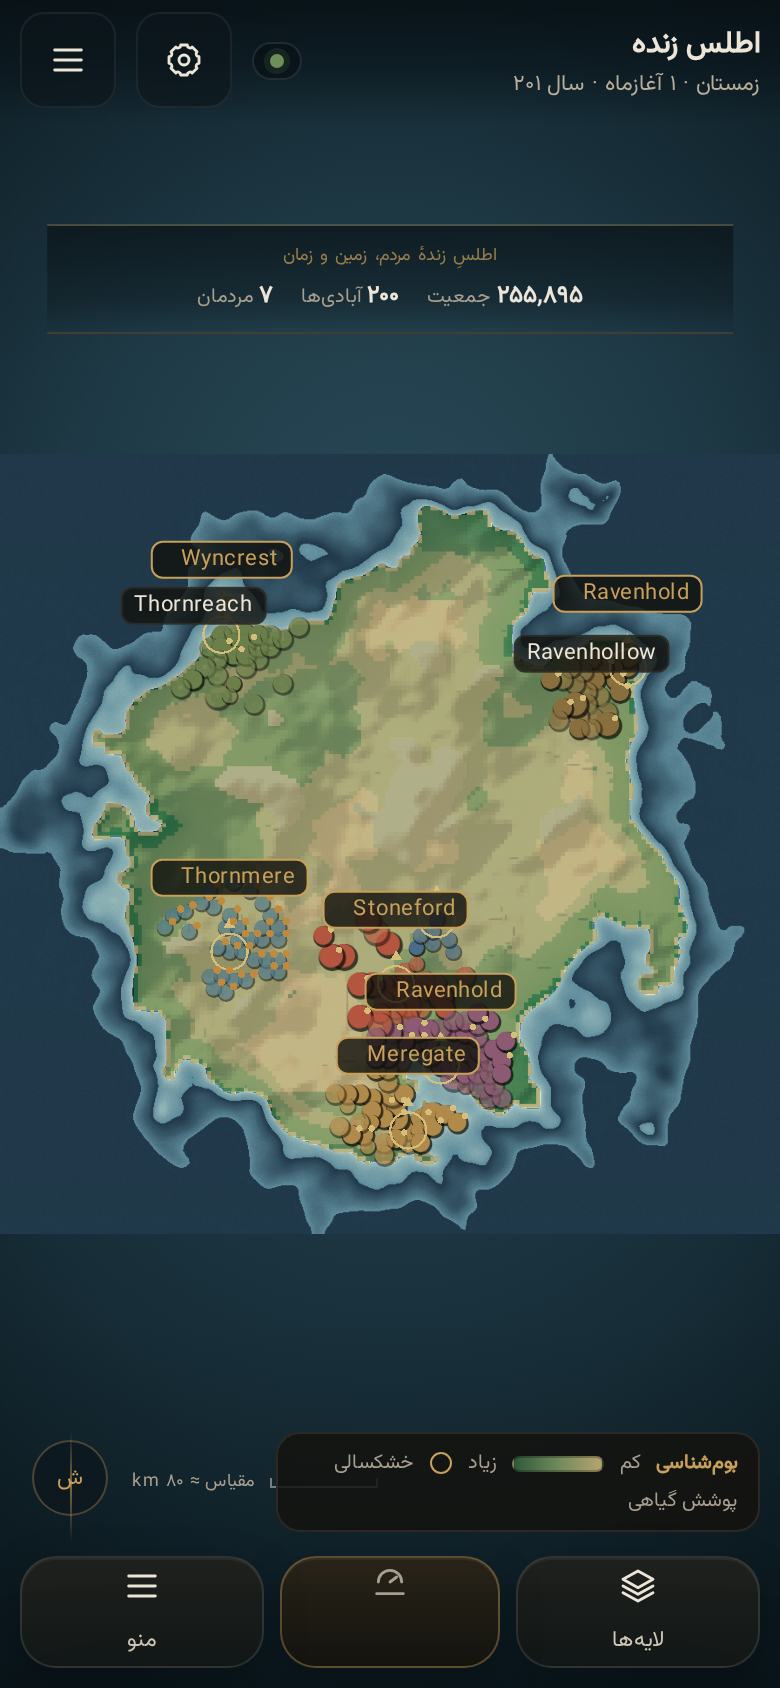 اطلس زنده
زمستان · ۱ آغازماه · سال ۲۰۱
اطلسِ زندهٔ مردم، زمین و زمان
۲۵۵,۸۹۵ جمعیت ۲۰۰ آبادی‌ها ۷ مردمان
Wyncrest
Ravenhold
Thornreach
Ravenhollow
Thornmere
Stoneford
Ravenhold
Meregate
بوم‌شناسی کم زیاد خشکسالی
پوشش گیاهی
مقیاس ≈ ۸۰ km
ش
لایه‌ها
منو